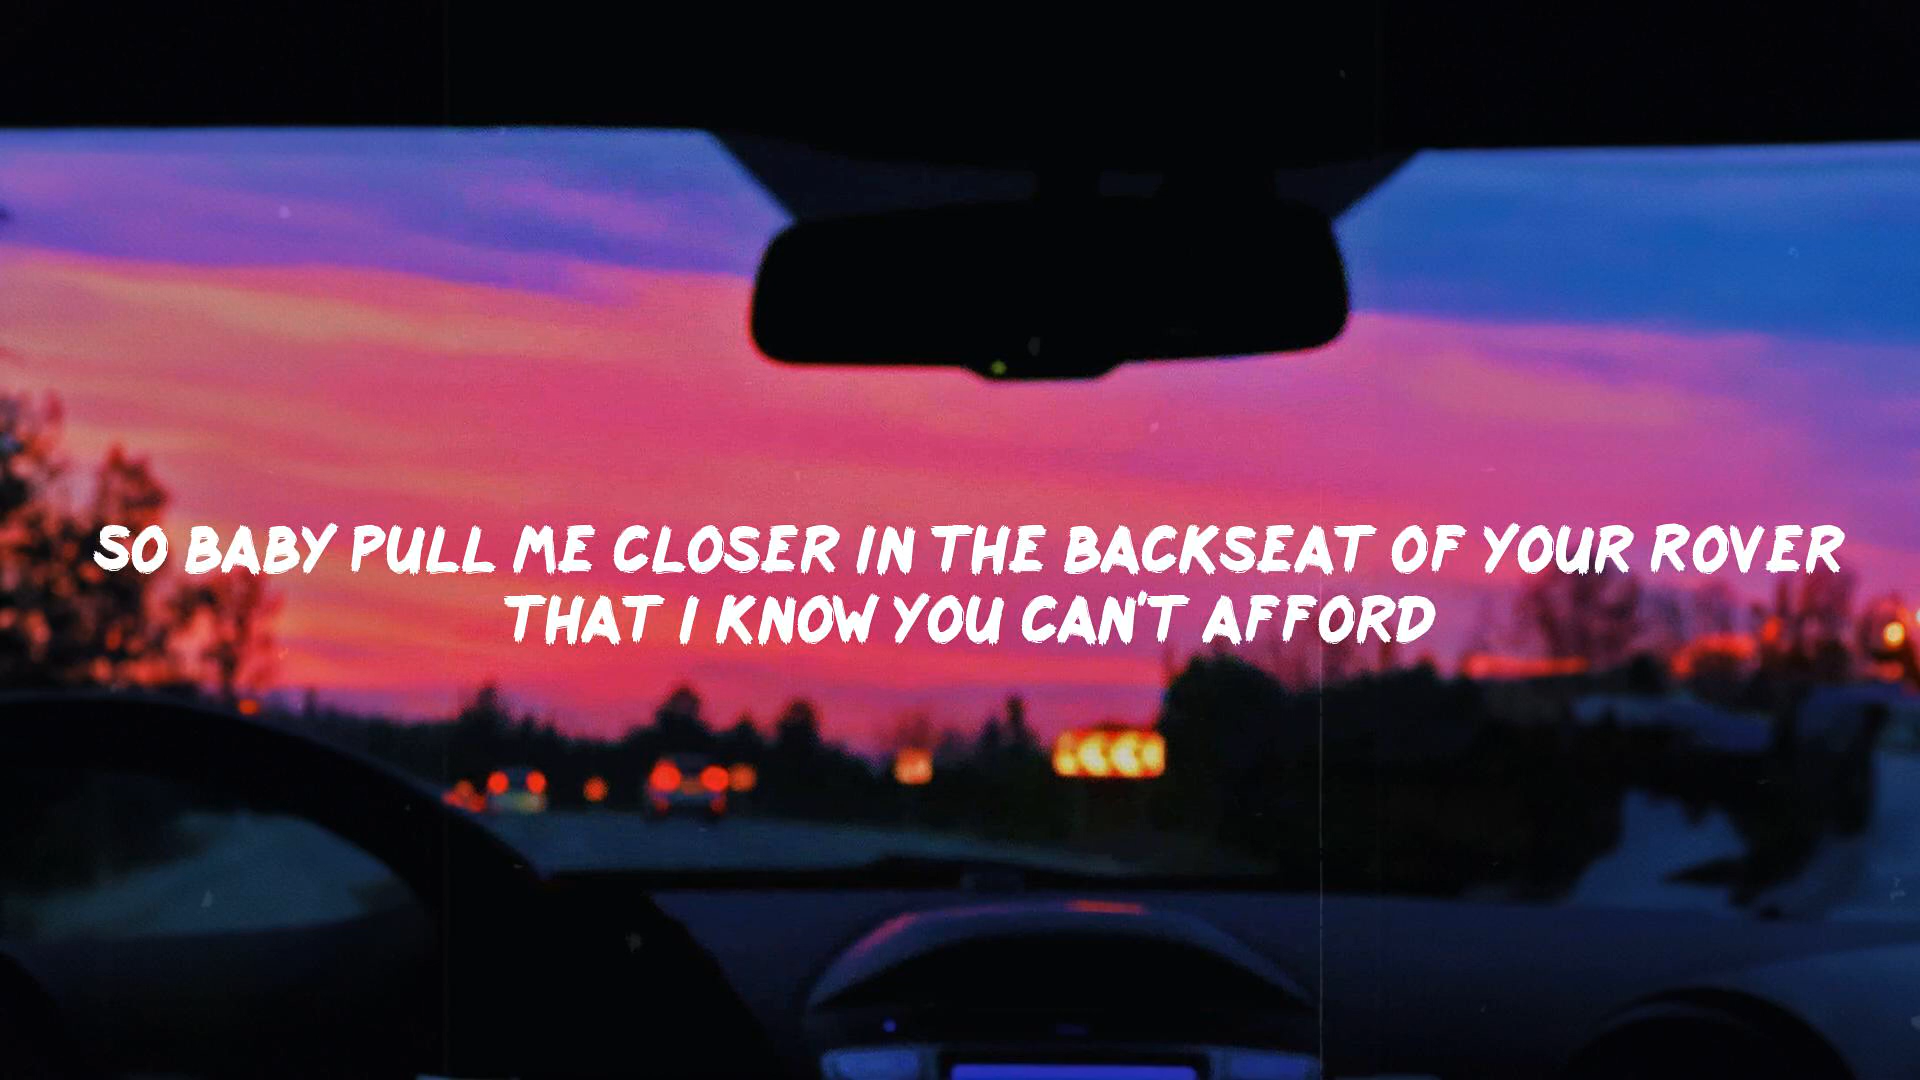 SO BABY PULL ME CLOSER IN THE BACKSEAT OF YOUR ROVER
THAT I KNOW YOU CAN'T AFFORD